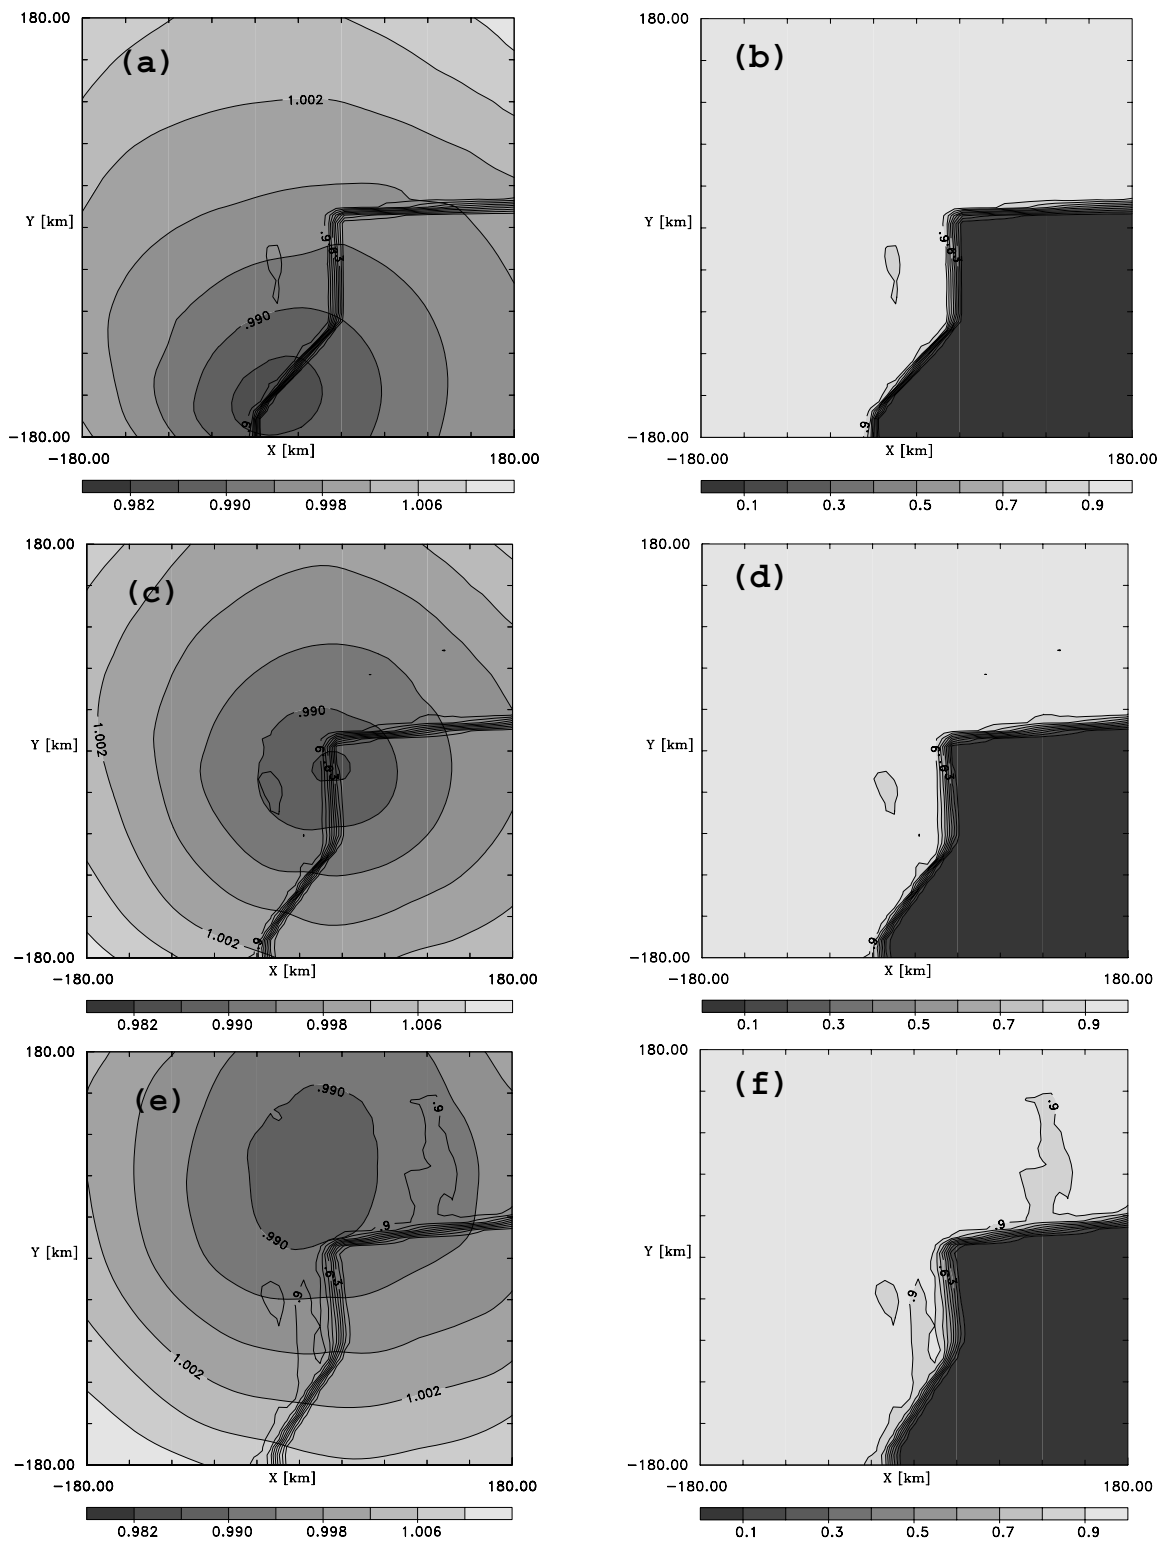 180.00 (a) 1.002 Y [km] .9 .6 .3 .990 .9 -180.00 -180.00 X [km] 180.00
0.982 0.990 0.998 1.006
180.00 (b) Y [km] .9 .6 .3 .9 -180.00 -180.00 X [km] 180.00
0.1 0.3 0.5 0.7 0.9
180.00 (c) .990 1.002 Y [km] .9 .6 .3 1.002 .9 -180.00 -180.00 X [km] 180.00
0.982 0.990 0.998 1.006
180.00 (d) Y [km] .9 .6 .3 .9 -180.00 -180.00 X [km] 180.00
0.1 0.3 0.5 0.7 0.9
180.00 (e) .990 .9 .990 .9 Y [km] .6 .3 .9 1.002 1.002 -180.00 -180.00 X [km] 180.00
0.982 0.990 0.998 1.006
180.00 (f) .9 .9 Y [km] .6 .3 .9 -180.00 -180.00 X [km] 180.00
0.1 0.3 0.5 0.7 0.9